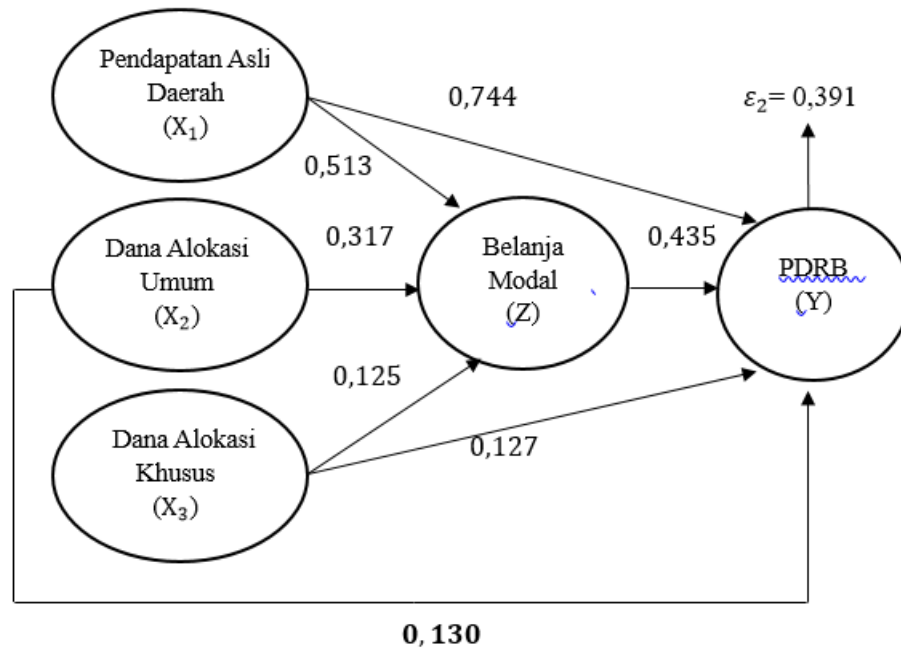 Pendapatan Asli
Daerah
(X₁)
0,744
ε₂= 0,391
0,513
Dana Alokasi
Umum
(X₂)
0,317
Belanja
Modal
(Z)
0,435
PDRB
(Y)
0,125
Dana Alokasi
Khusus
(X₃)
0,127
0,130